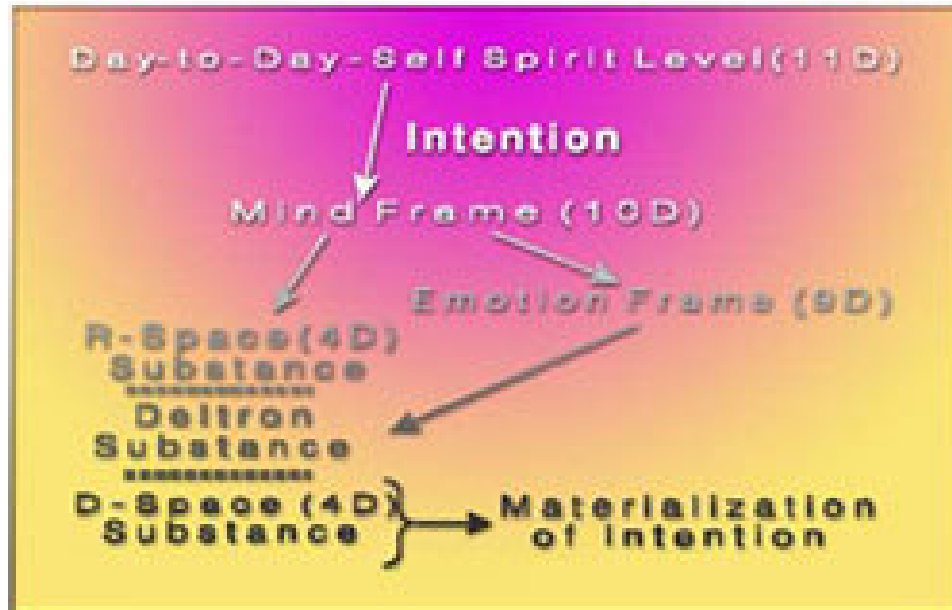 Day-to-Day-Self Spirit Level(11D)
Intention
Mind Frame (10D)
Emotion Frame (9D)
R-Space(4D)
Substance
Deltron
Substance
D-Space (4D)
Substance
Materialization
of Intention